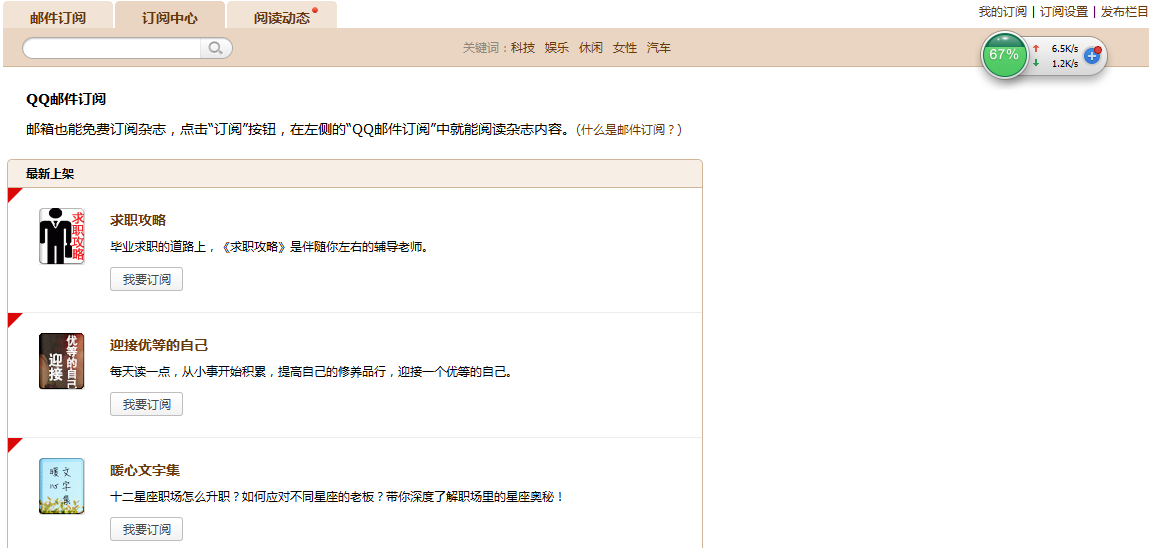 邮件订阅 订阅中心 阅读动态
我的订阅 | 订阅设置 | 发布栏目
关键词：科技 娱乐 休闲 女性 汽车
67%
6.5K/s
1.2K/s
QQ邮件订阅
邮箱也能免费订阅杂志，点击“订阅”按钮，在左侧的“QQ邮件订阅”中就能阅读杂志内容。(什么是邮件订阅？)
最新上架
求职攻略
求职攻略
毕业求职的道路上，《求职攻略》是伴随你左右的辅导老师。
我要订阅
迎接
优等的自己
迎接优等的自己
每天读一点，从小事开始积累，提高自己的修养品行，迎接一个优等的自己。
我要订阅
暖心
文字集
暖心文字集
十二星座职场怎么升职？如何应对不同星座的老板？带你深度了解职场里的星座奥秘！
我要订阅